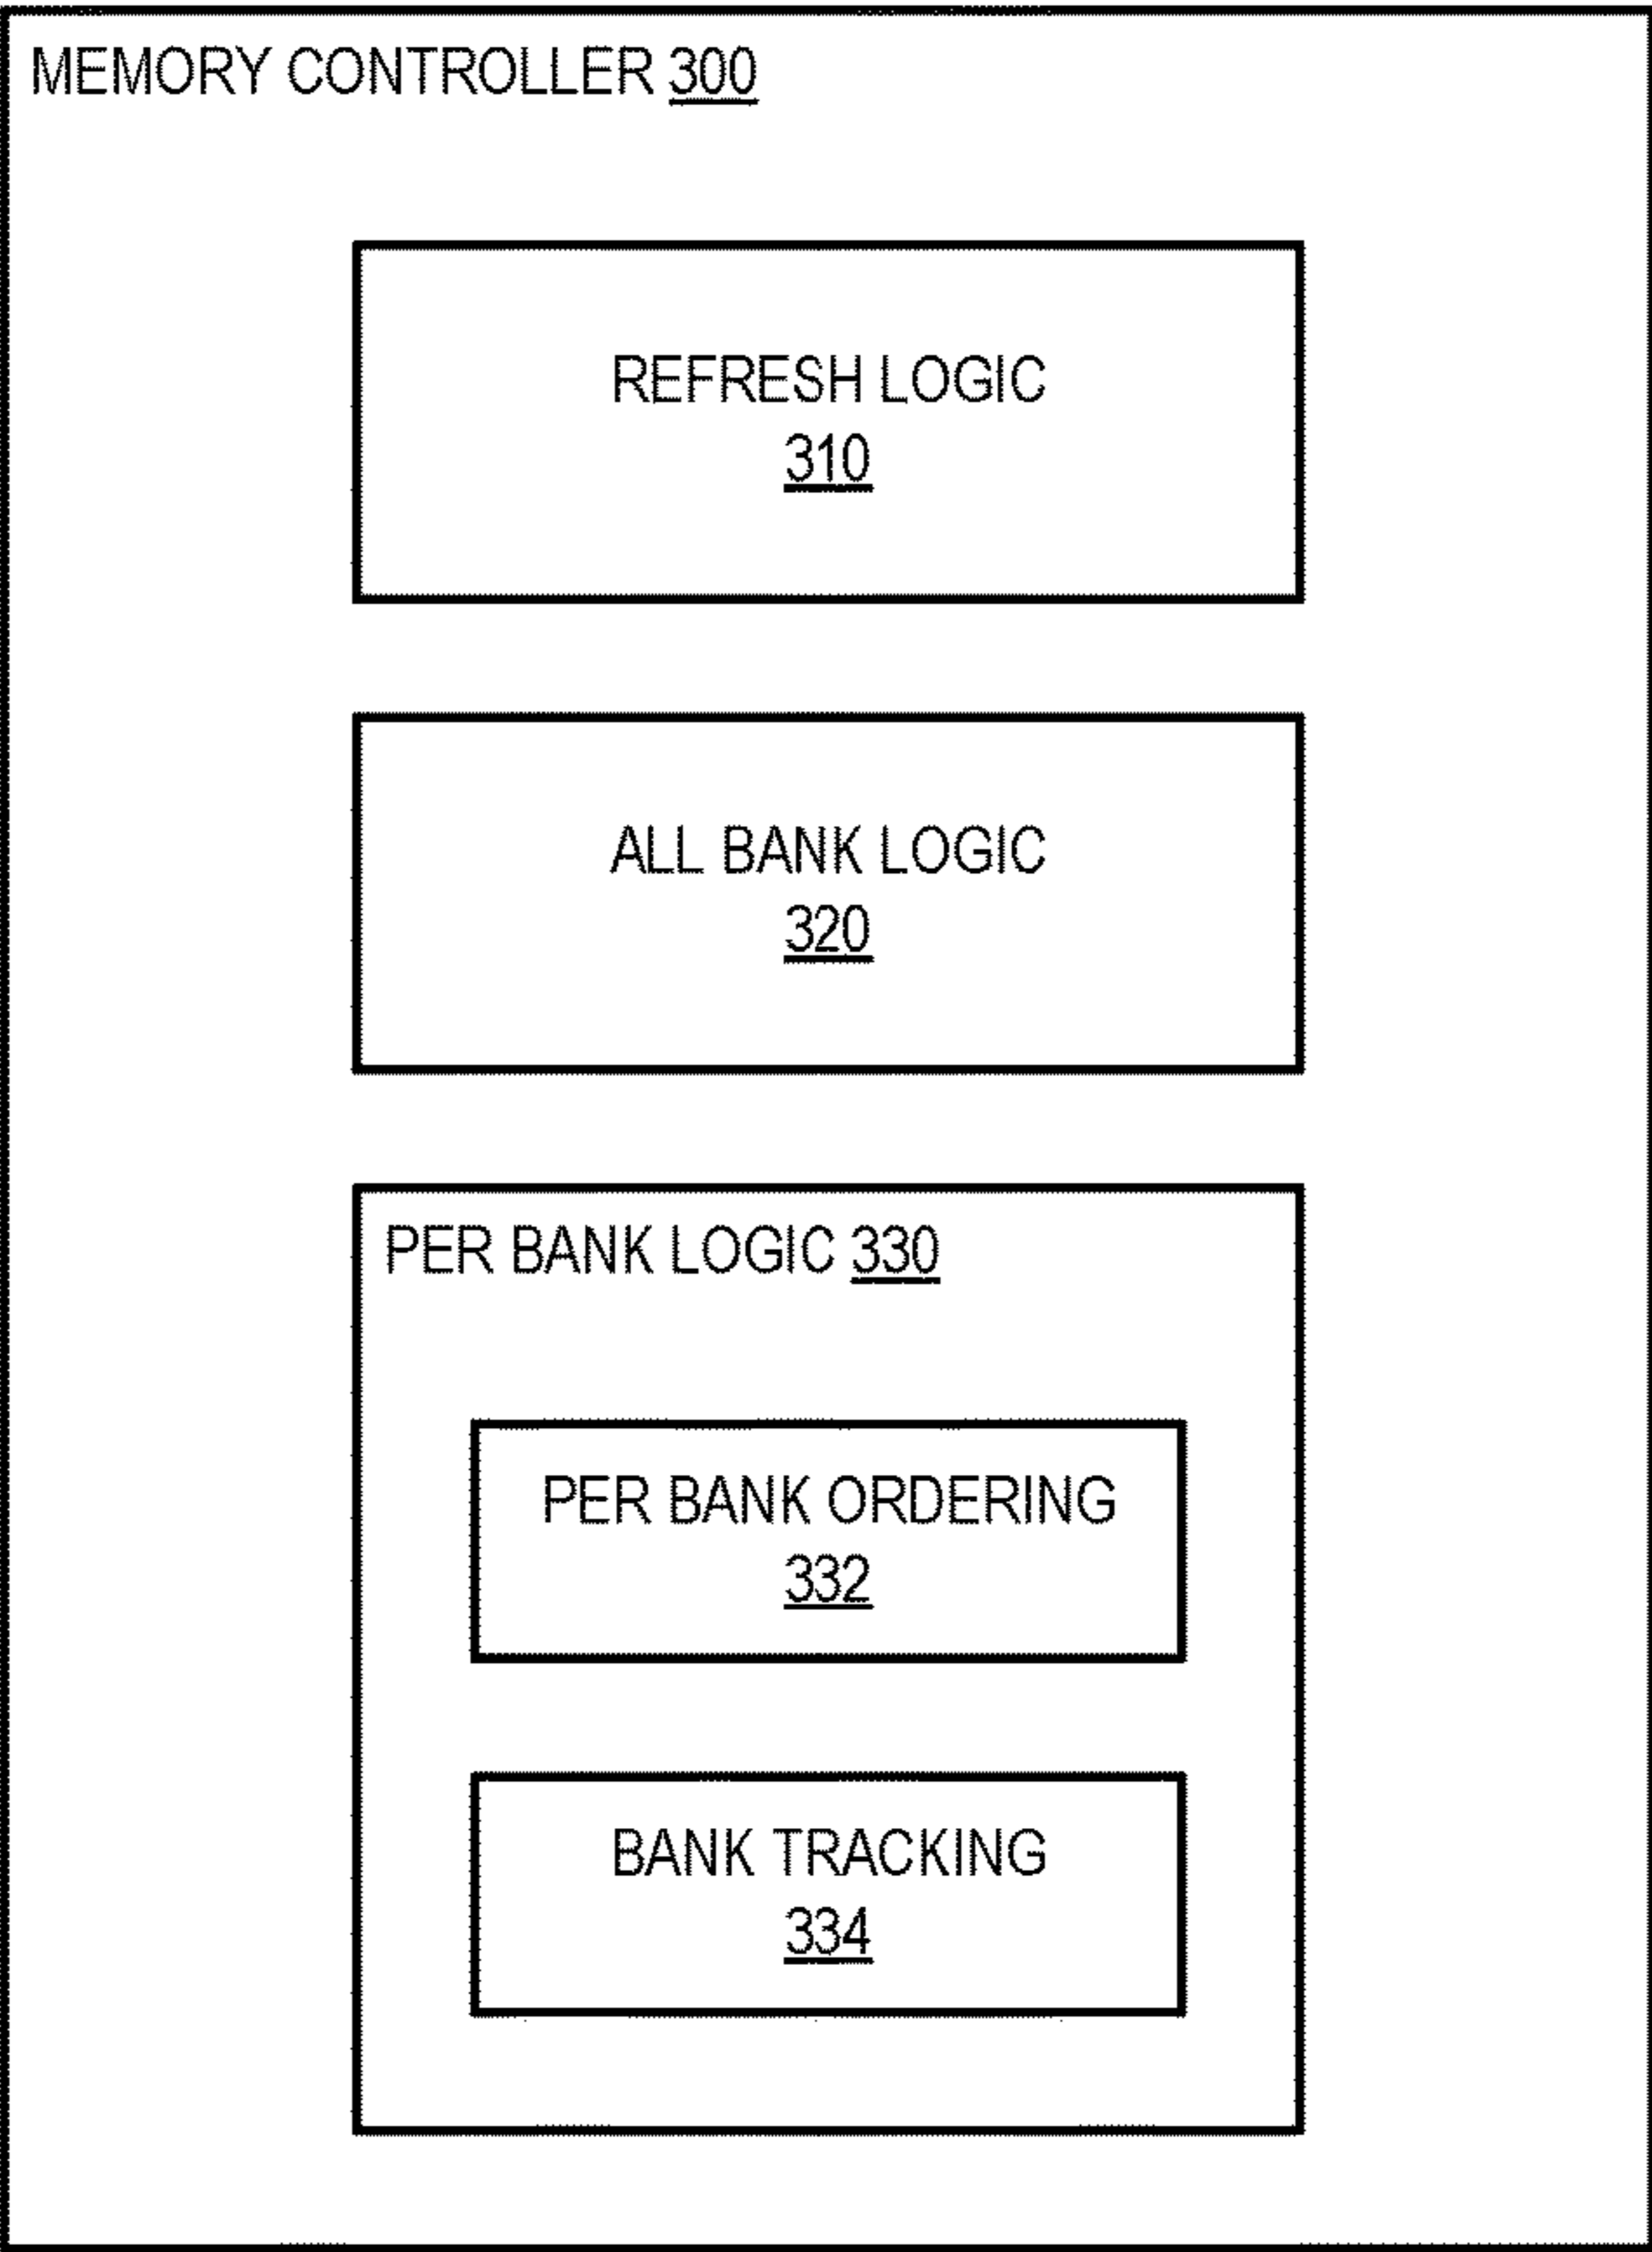 MEMORY CONTROLLER 300
REFRESH LOGIC
310
ALL BANK LOGIC
320
PER BANK LOGIC 330
PER BANK ORDERING
332
BANK TRACKING
334